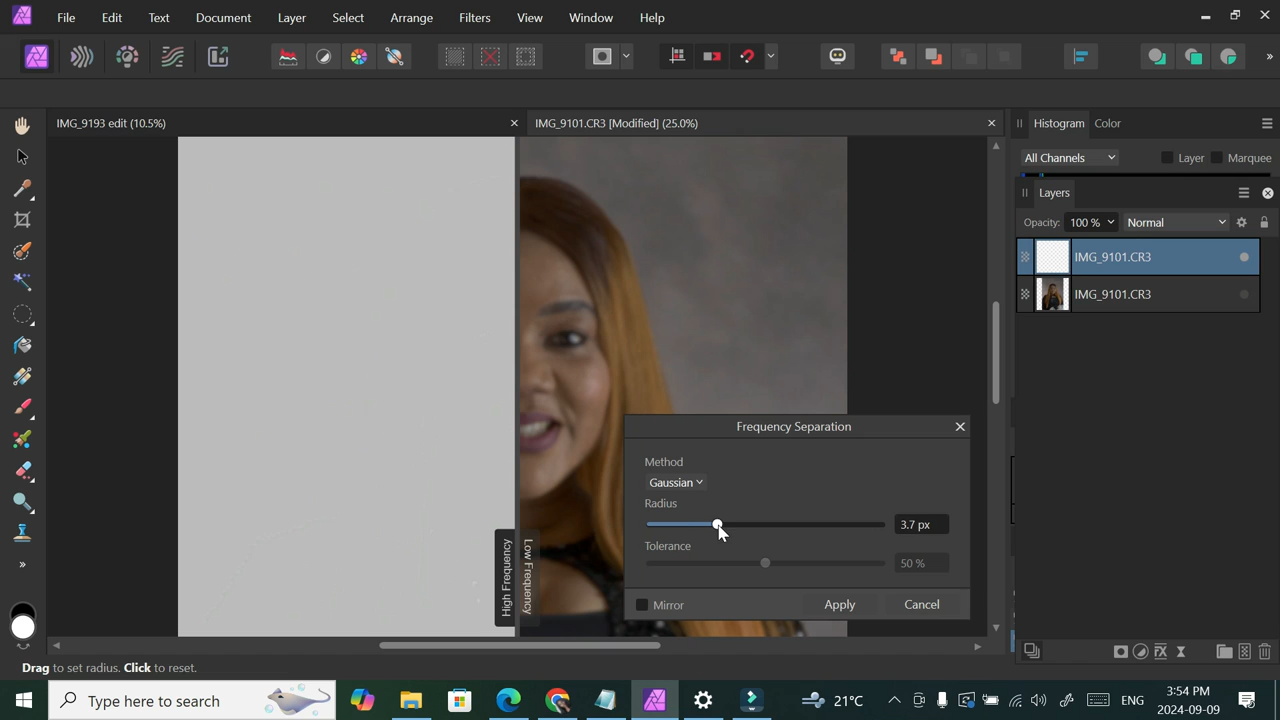 File Edit Text Document Layer Select Arrange Filters View Window Help
IMG_9193 edit (10.5%)
IMG_9101.CR3 [Modified] (25.0%)
Histogram Color
All Channels Layer Marquee
Layers
Opacity: 100 % Normal
IMG_9101.CR3
IMG_9101.CR3
High Frequency
Low Frequency
Frequency Separation
Method
Gaussian
Radius
3.7 px
Tolerance
50 %
Mirror Apply Cancel
Drag to set radius. Click to reset.
Type here to search
21°C
ENG
3:54 PM
2024-09-09